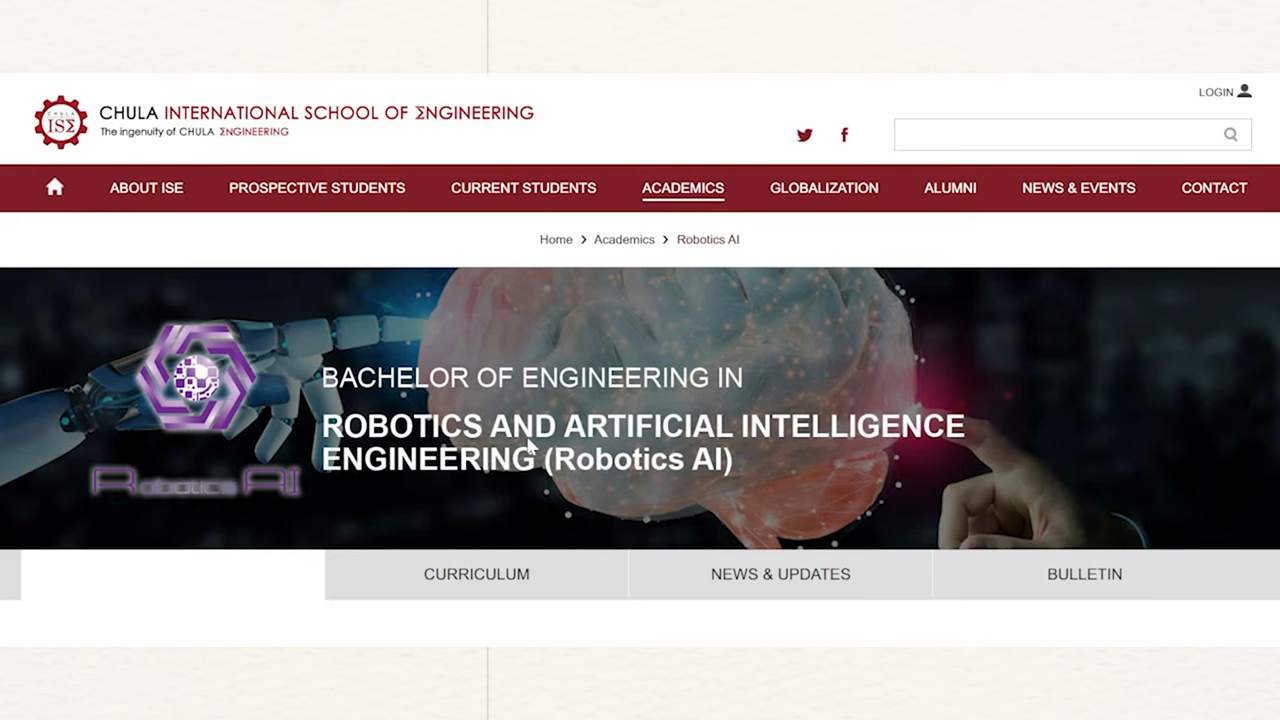 LOGIN
CHULA INTERNATIONAL SCHOOL OF ΣNGINEERING
The ingenuity of CHULA ΣNGINEERING
CHULA
ISΣ
ABOUT ISE PROSPECTIVE STUDENTS CURRENT STUDENTS ACADEMICS GLOBALIZATION ALUMNI NEWS & EVENTS CONTACT
Home > Academics > Robotics AI
BACHELOR OF ENGINEERING IN
ROBOTICS AND ARTIFICIAL INTELLIGENCE
ENGINEERING (Robotics AI)
Robotics AI
CURRICULUM NEWS & UPDATES BULLETIN